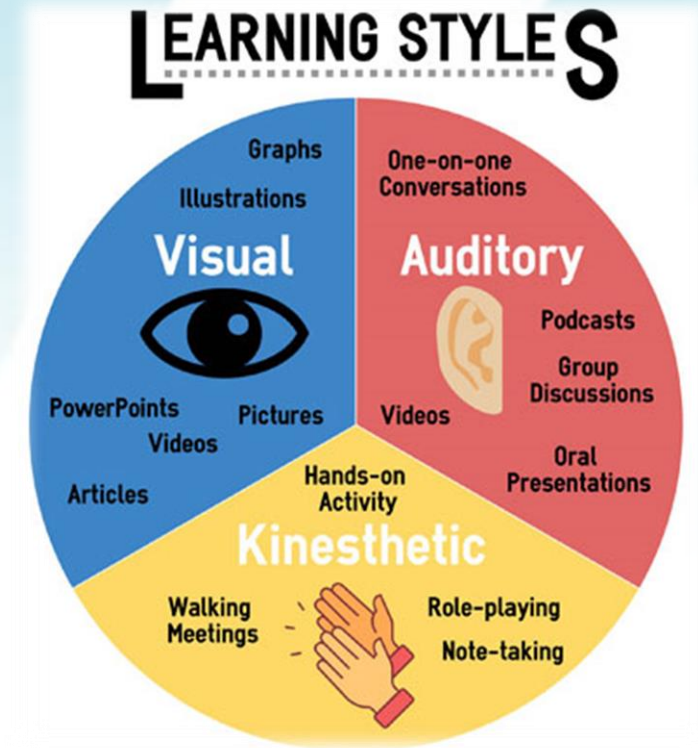 LEARNING STYLES
Graphs
Illustrations
Visual
PowerPoints
Pictures
Videos
Articles
One-on-one
Conversations
Auditory
Podcasts
Group
Discussions
Videos
Oral
Presentations
Hands-on
Activity
Kinesthetic
Walking
Meetings
Role-playing
Note-taking